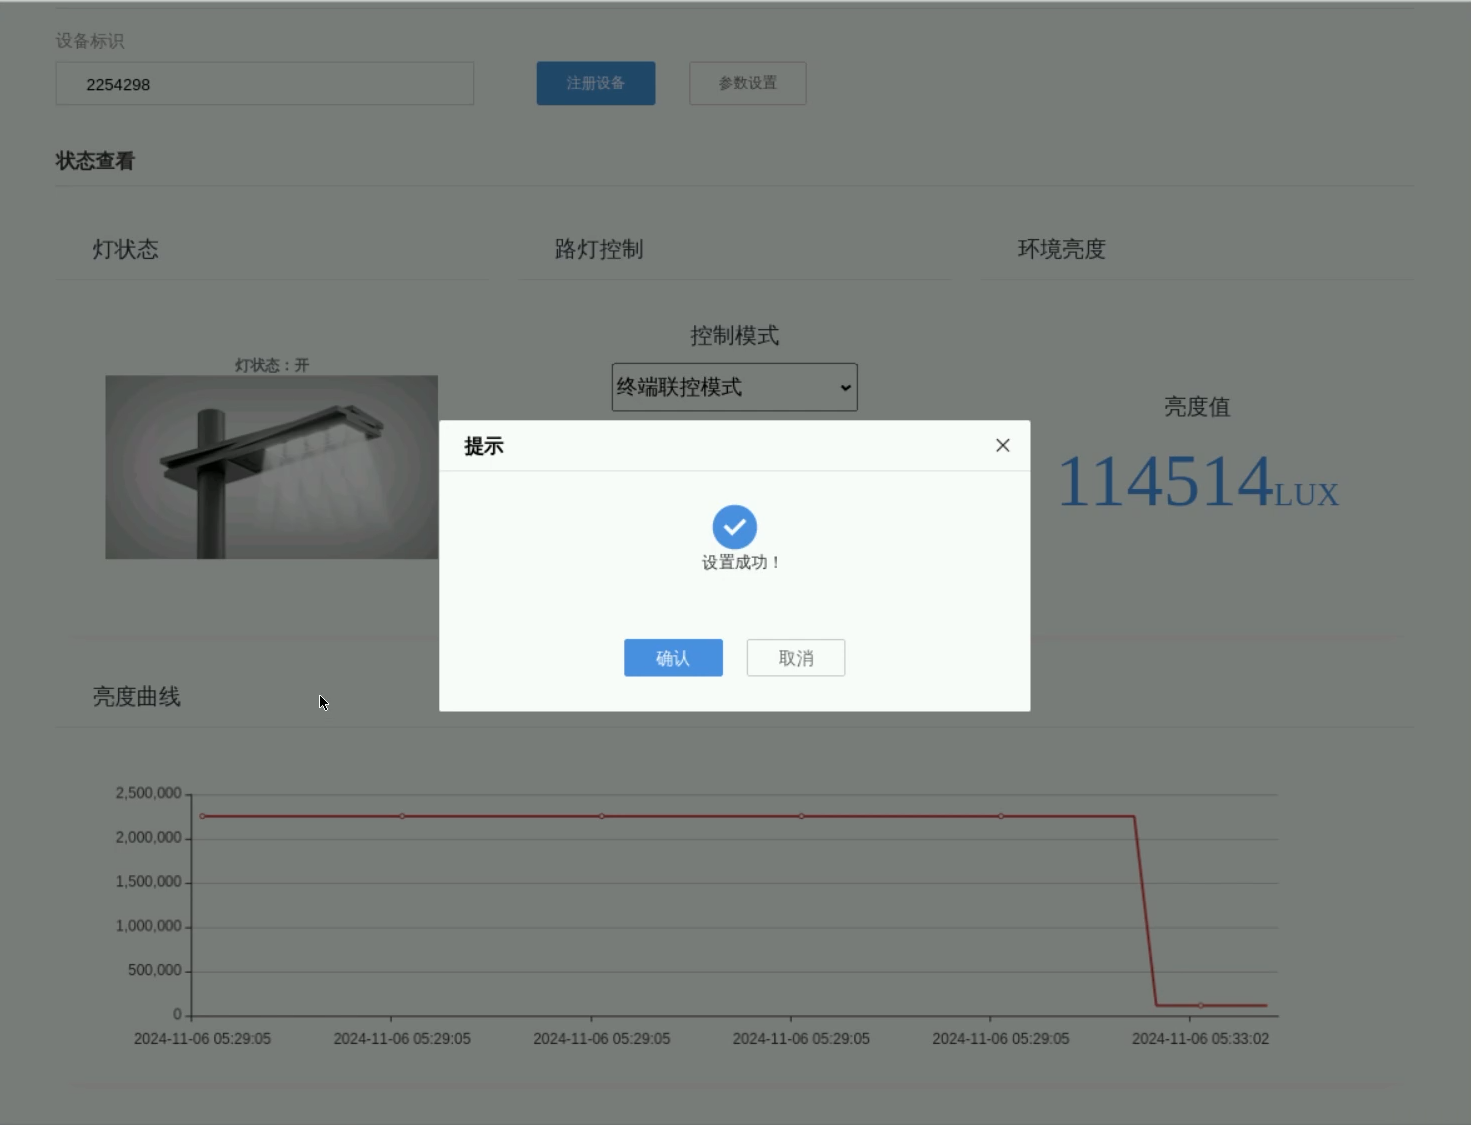 设备标识
2254298
注册设备
参数设置
状态查看
灯状态
路灯控制
环境亮度
灯状态：开
控制模式
终端联控模式
亮度值
114514LUX
提示
设置成功！
确认
取消
亮度曲线
2,500,000
2,000,000
1,500,000
1,000,000
500,000
0
2024-11-06 05:29:05
2024-11-06 05:29:05
2024-11-06 05:29:05
2024-11-06 05:29:05
2024-11-06 05:29:05
2024-11-06 05:33:02